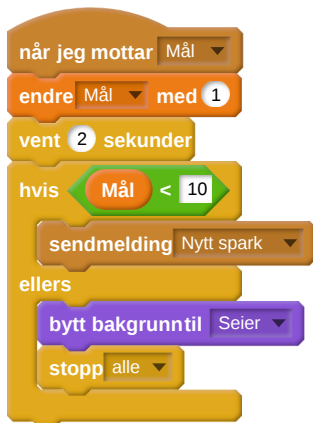 når jeg mottar Mål
endre Mål med 1
vent 2 sekunder
hvis Mål < 10
sendmelding Nytt spark
ellers
bytt bakgrunntil Seier
stopp alle